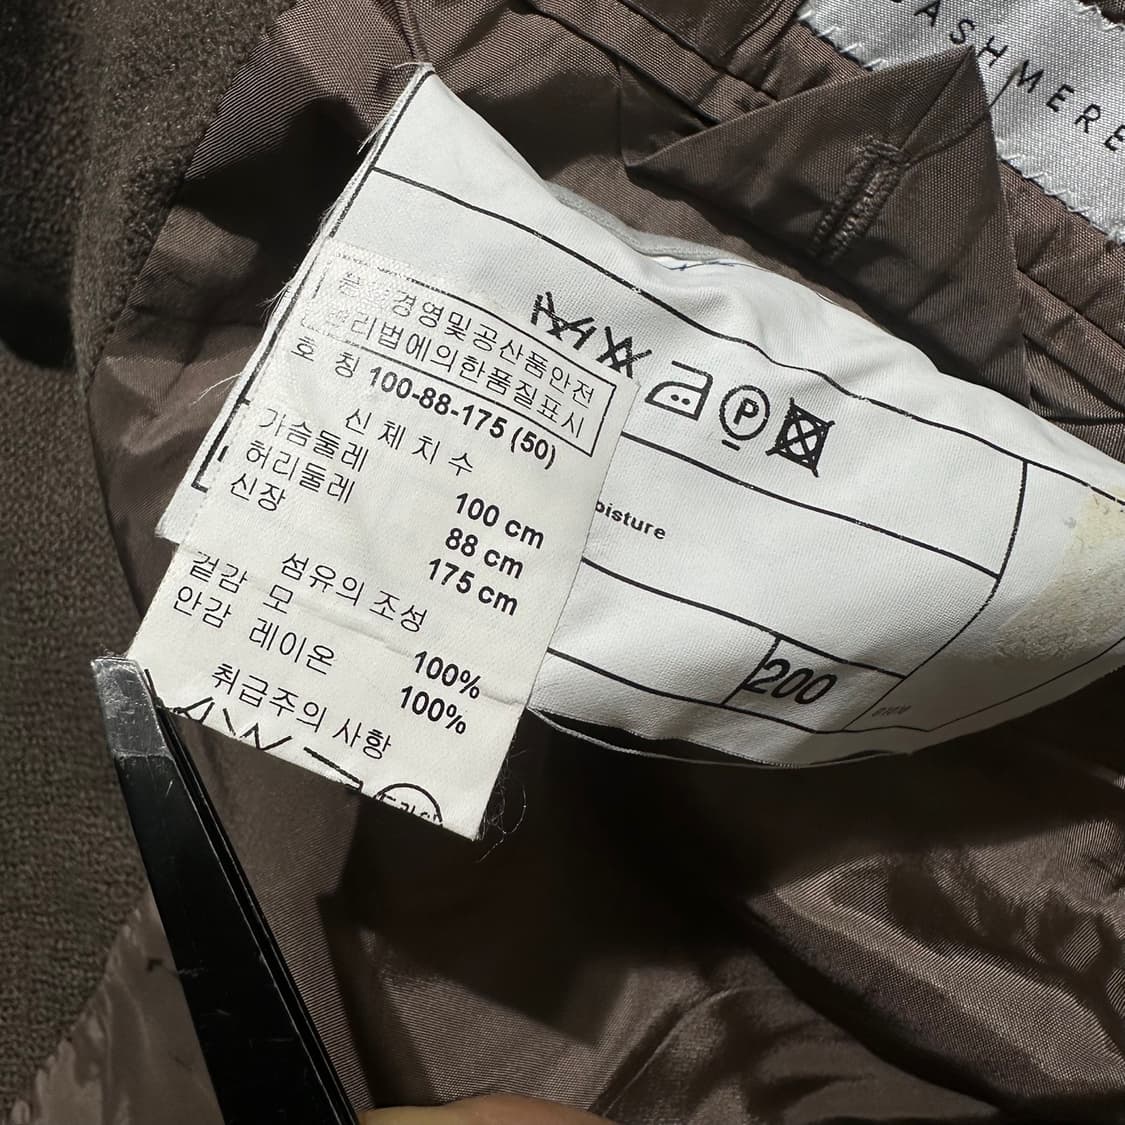 CASHMERE
품질경영및공산품안전
관리법에의한품질표시
호 칭 100-88-175 (50)
신 체 치 수
가슴둘레 100 cm
허리둘레 88 cm
신장 175 cm
섬유의 조성
겉감 모 100%
안감 레이온 100%
취급주의 사항
P
200